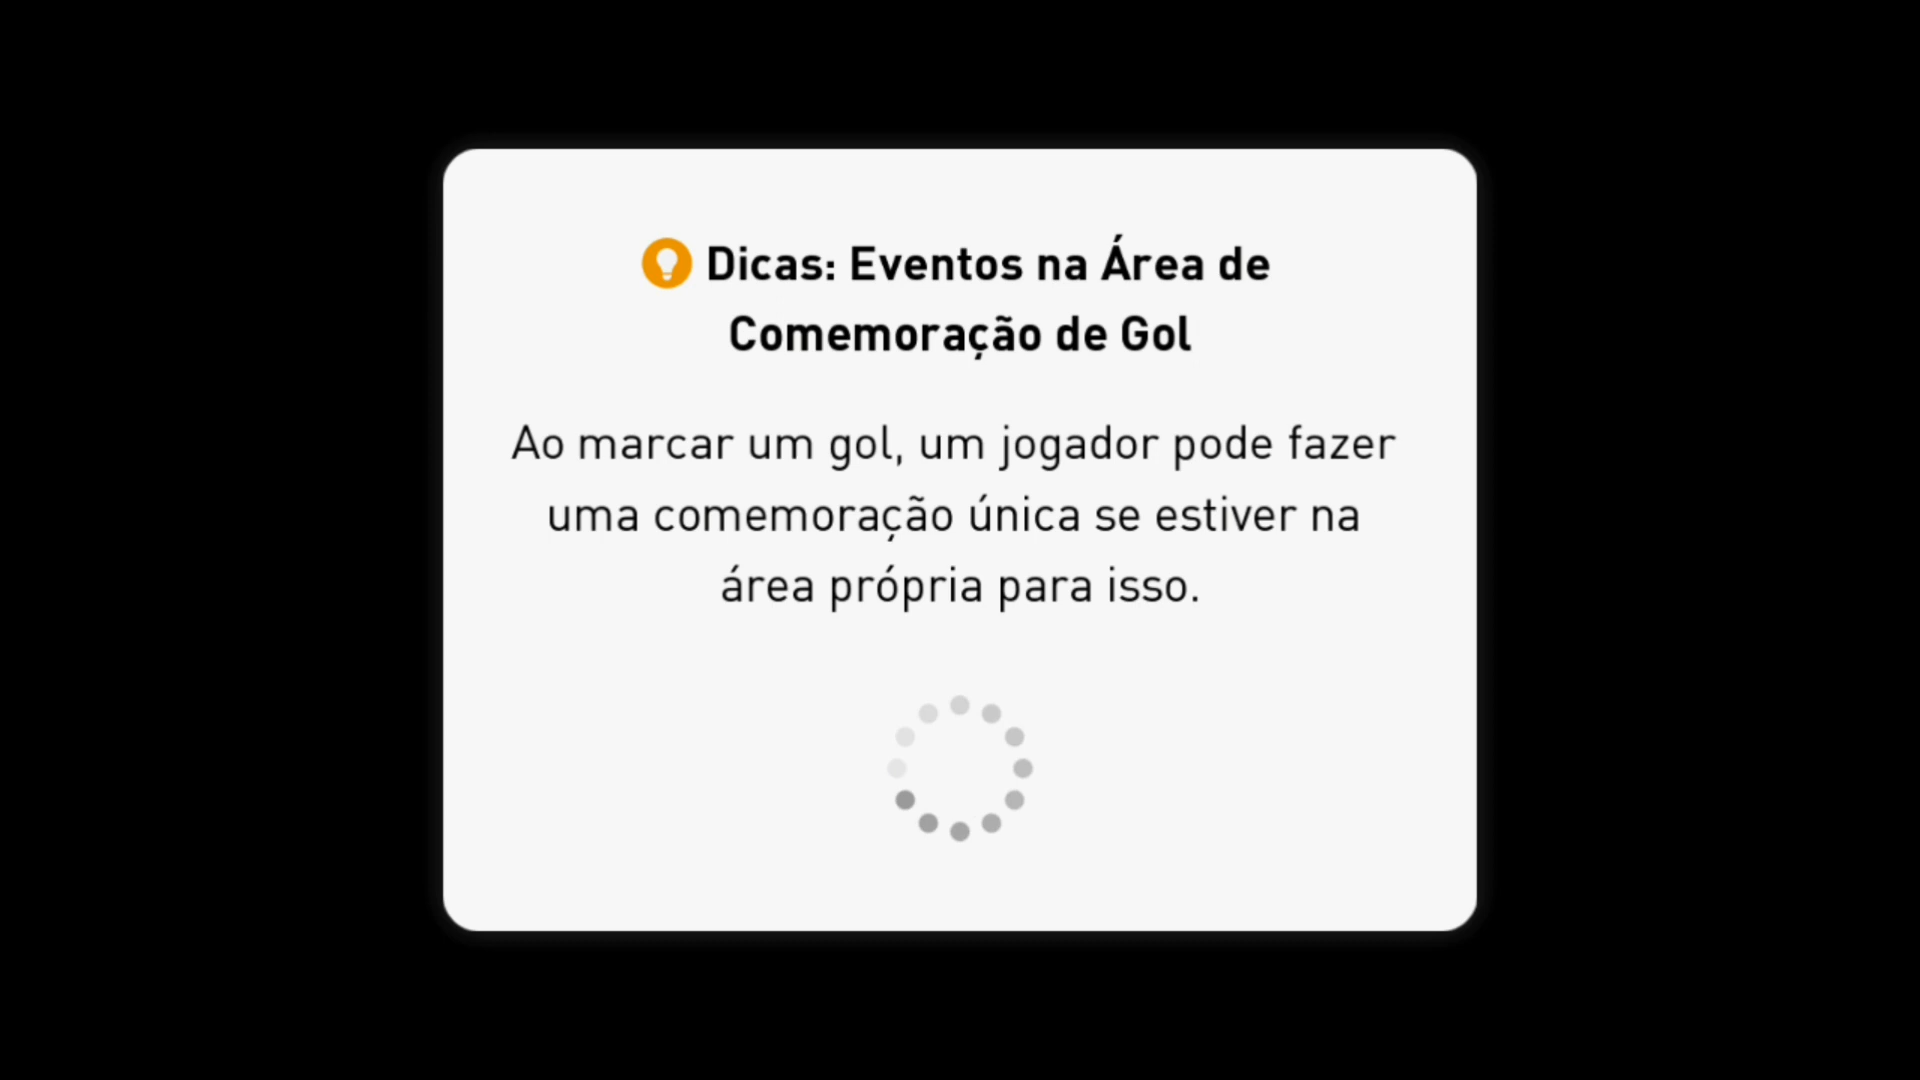 Dicas: Eventos na Área de
Comemoração de Gol
Ao marcar um gol, um jogador pode fazer
uma comemoração única se estiver na
área própria para isso.